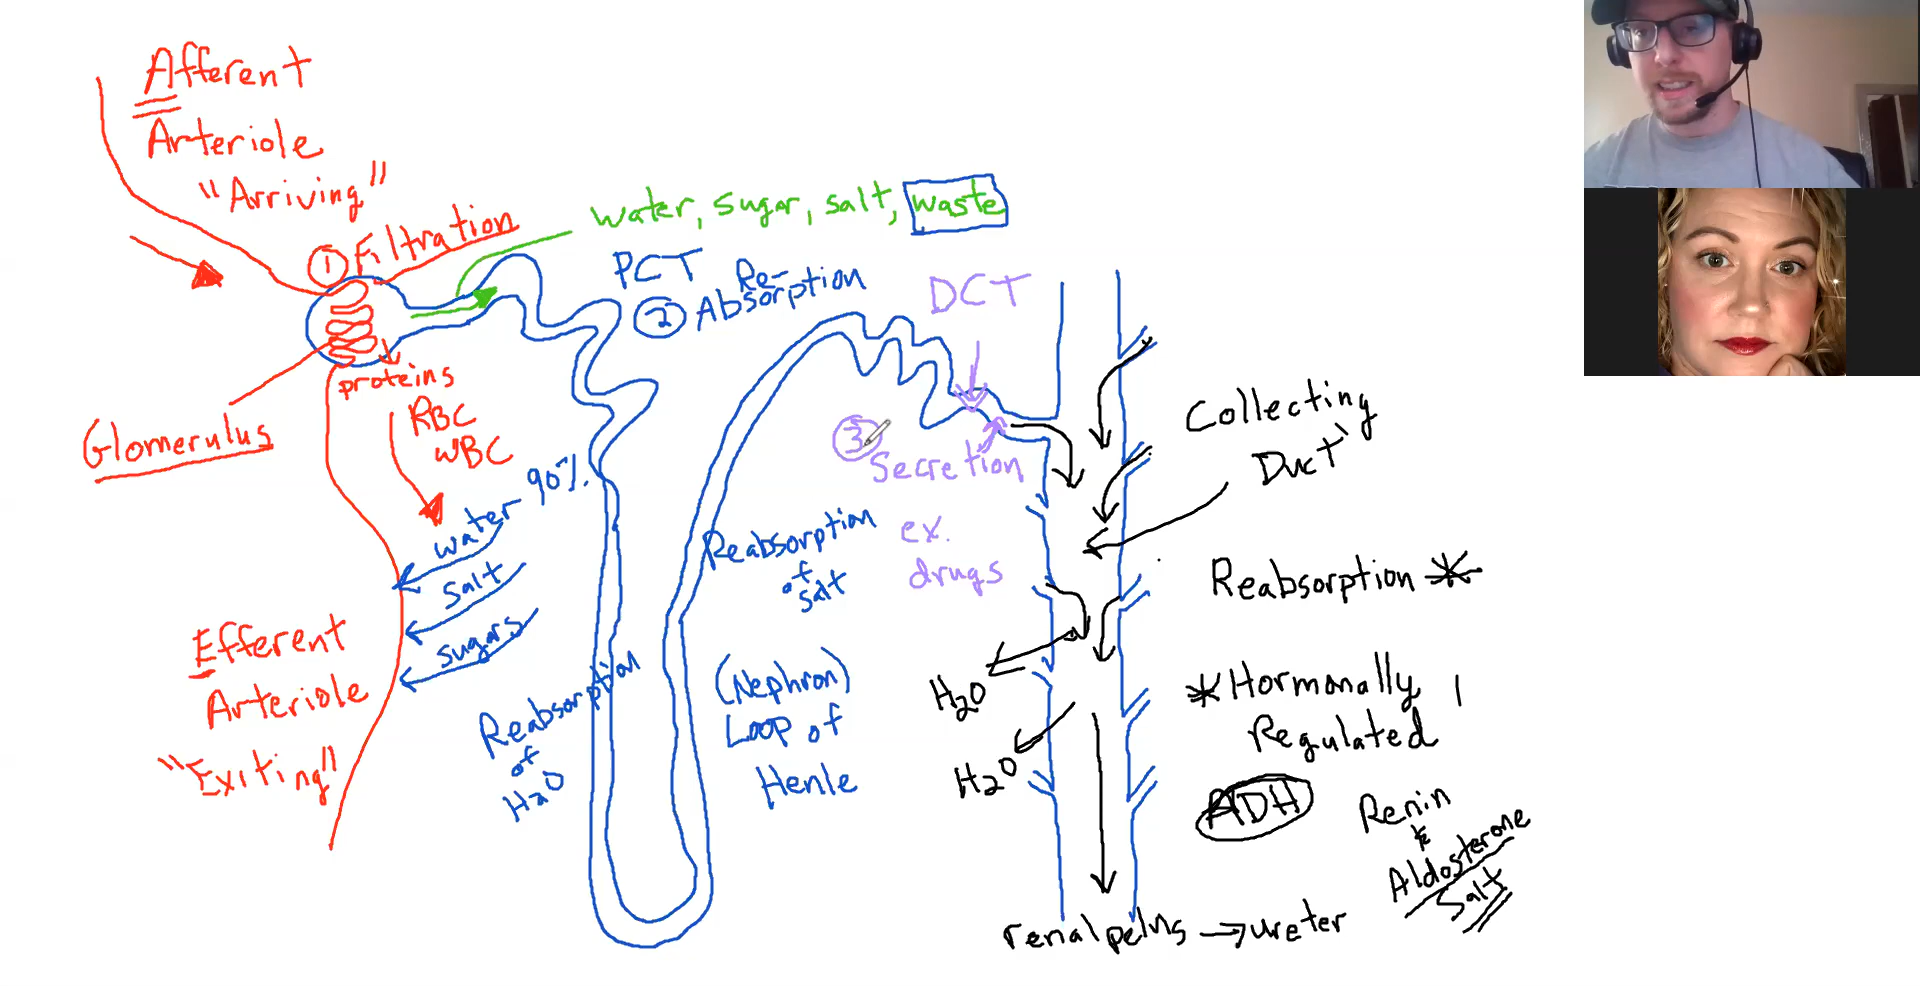 Afferent
Arteriole
"Arriving"
① Filtration
water, sugar, salt, waste
PCT
② Re-
Absorption
DCT
proteins
RBC
WBC
Glomerulus
90%
water
salt
sugars
Efferent
Arteriole
"Exiting"
Reabsorption
of
H2O
Reabsorption
of
salt
(Nephron)
Loop of
Henle
③
Secretion
ex.
drugs
Collecting
Duct
Reabsorption *
*Hormonally
Regulated
ADH
Renin
&
Aldosterone
Salt
H2O
H2O
renal pelvis → ureter